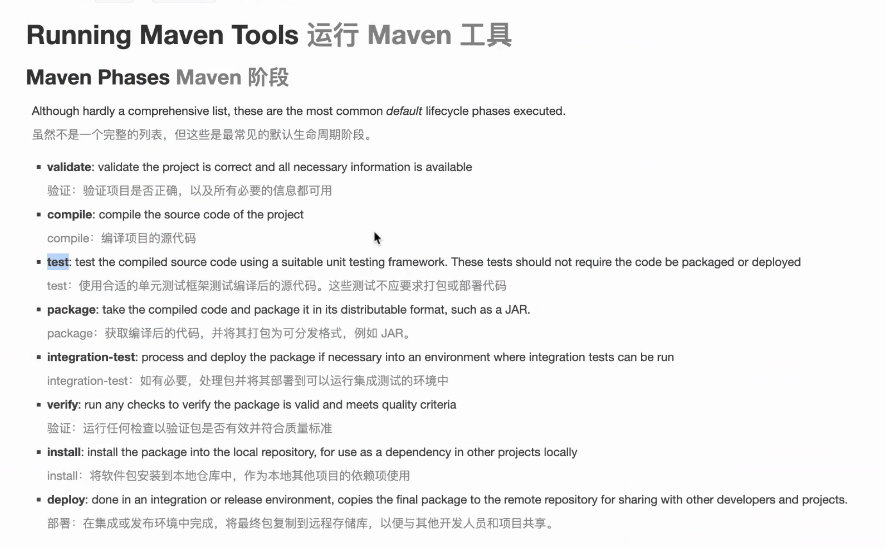 Running Maven Tools 运行 Maven 工具
Maven Phases Maven 阶段
Although hardly a comprehensive list, these are the most common default lifecycle phases executed.
虽然不是一个完整的列表，但这些是最常见的默认生命周期阶段。
▪ validate: validate the project is correct and all necessary information is available
验证：验证项目是否正确，以及所有必要的信息都可用
▪ compile: compile the source code of the project
compile：编译项目的源代码
▪ test: test the compiled source code using a suitable unit testing framework. These tests should not require the code be packaged or deployed
test：使用合适的单元测试框架测试编译后的源代码。这些测试不应要求打包或部署代码
▪ package: take the compiled code and package it in its distributable format, such as a JAR.
package：获取编译后的代码，并将其打包为可分发格式，例如 JAR。
▪ integration-test: process and deploy the package if necessary into an environment where integration tests can be run
integration-test：如有必要，处理包并将其部署到可以运行集成测试的环境中
▪ verify: run any checks to verify the package is valid and meets quality criteria
验证：运行任何检查以验证包是否有效并符合质量标准
▪ install: install the package into the local repository, for use as a dependency in other projects locally
install：将软件包安装到本地仓库中，作为本地其他项目的依赖项使用
▪ deploy: done in an integration or release environment, copies the final package to the remote repository for sharing with other developers and projects.
部署：在集成或发布环境中完成，将最终包复制到远程存储库，以便与其他开发人员和项目共享。